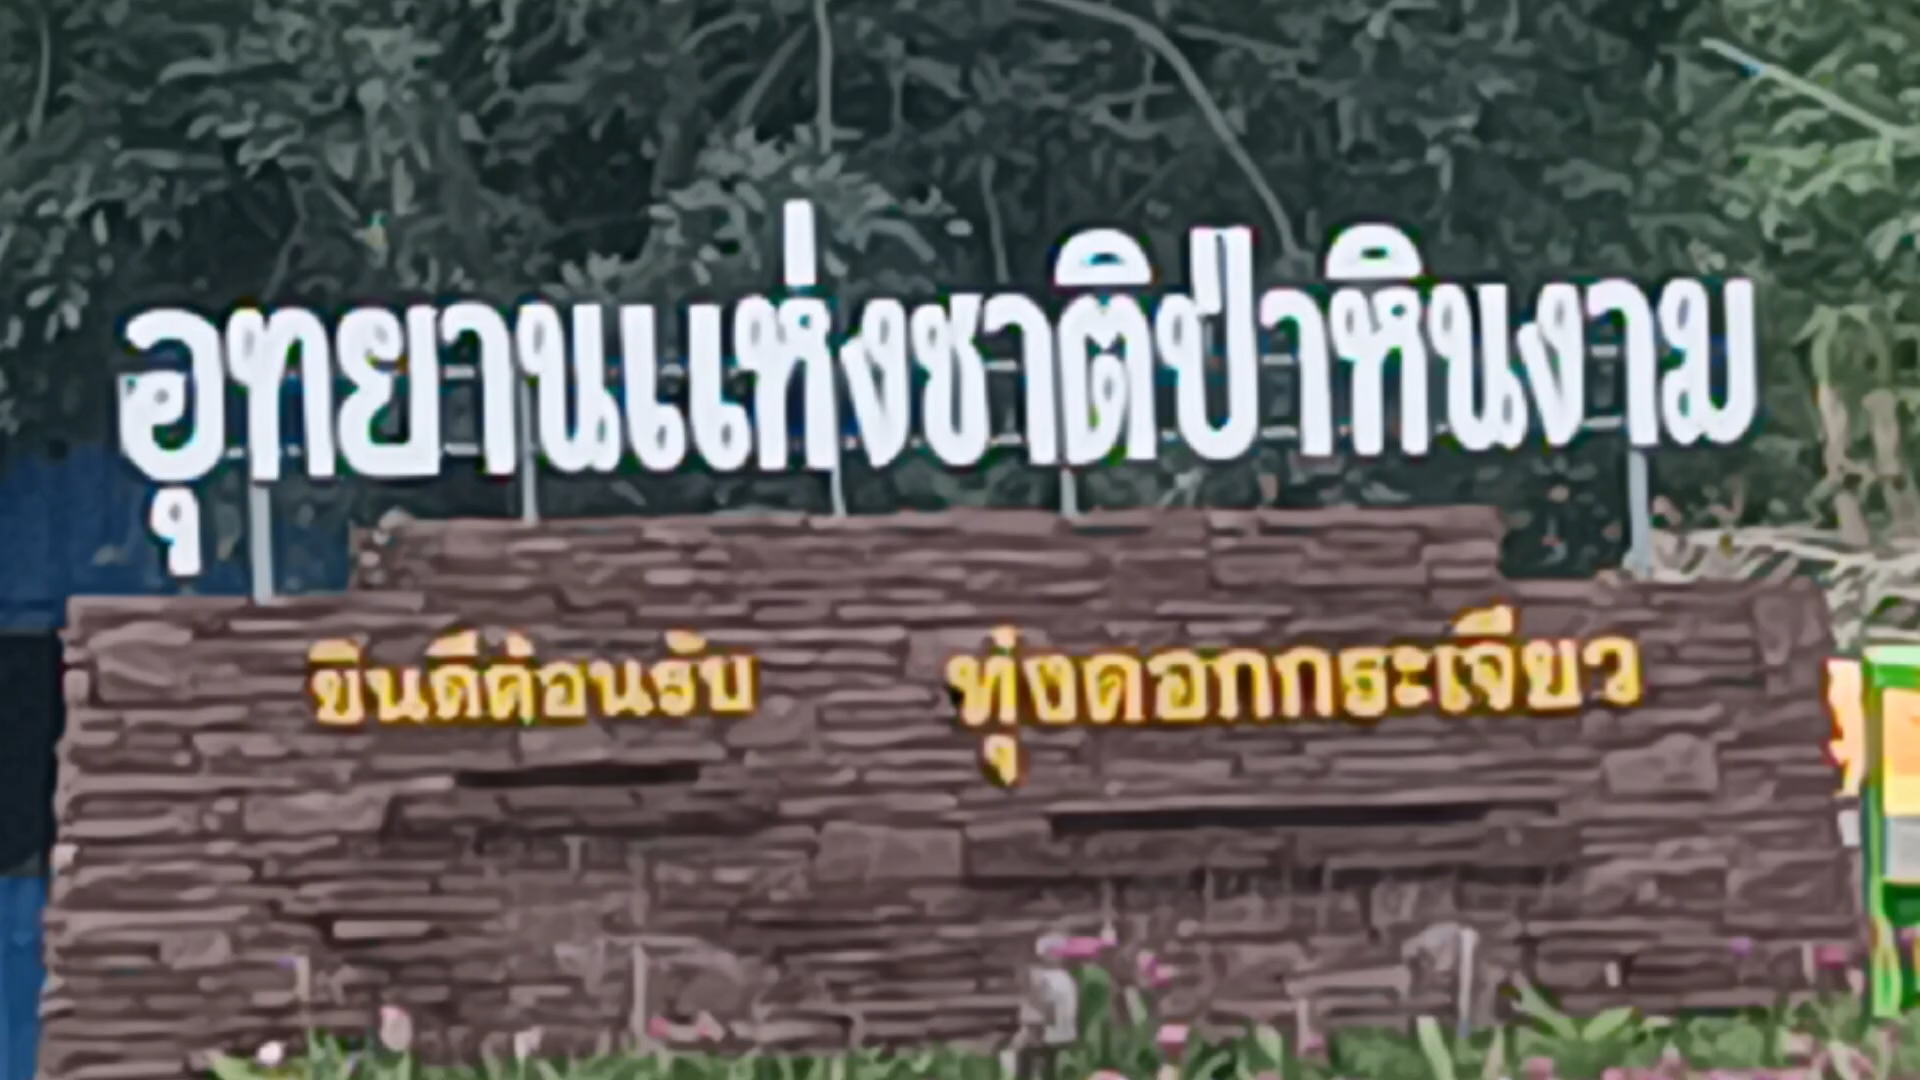 อุทยานแห่งชาติป่าหินงาม
ยินดีต้อนรับ ทุ่งดอกกระเจียว